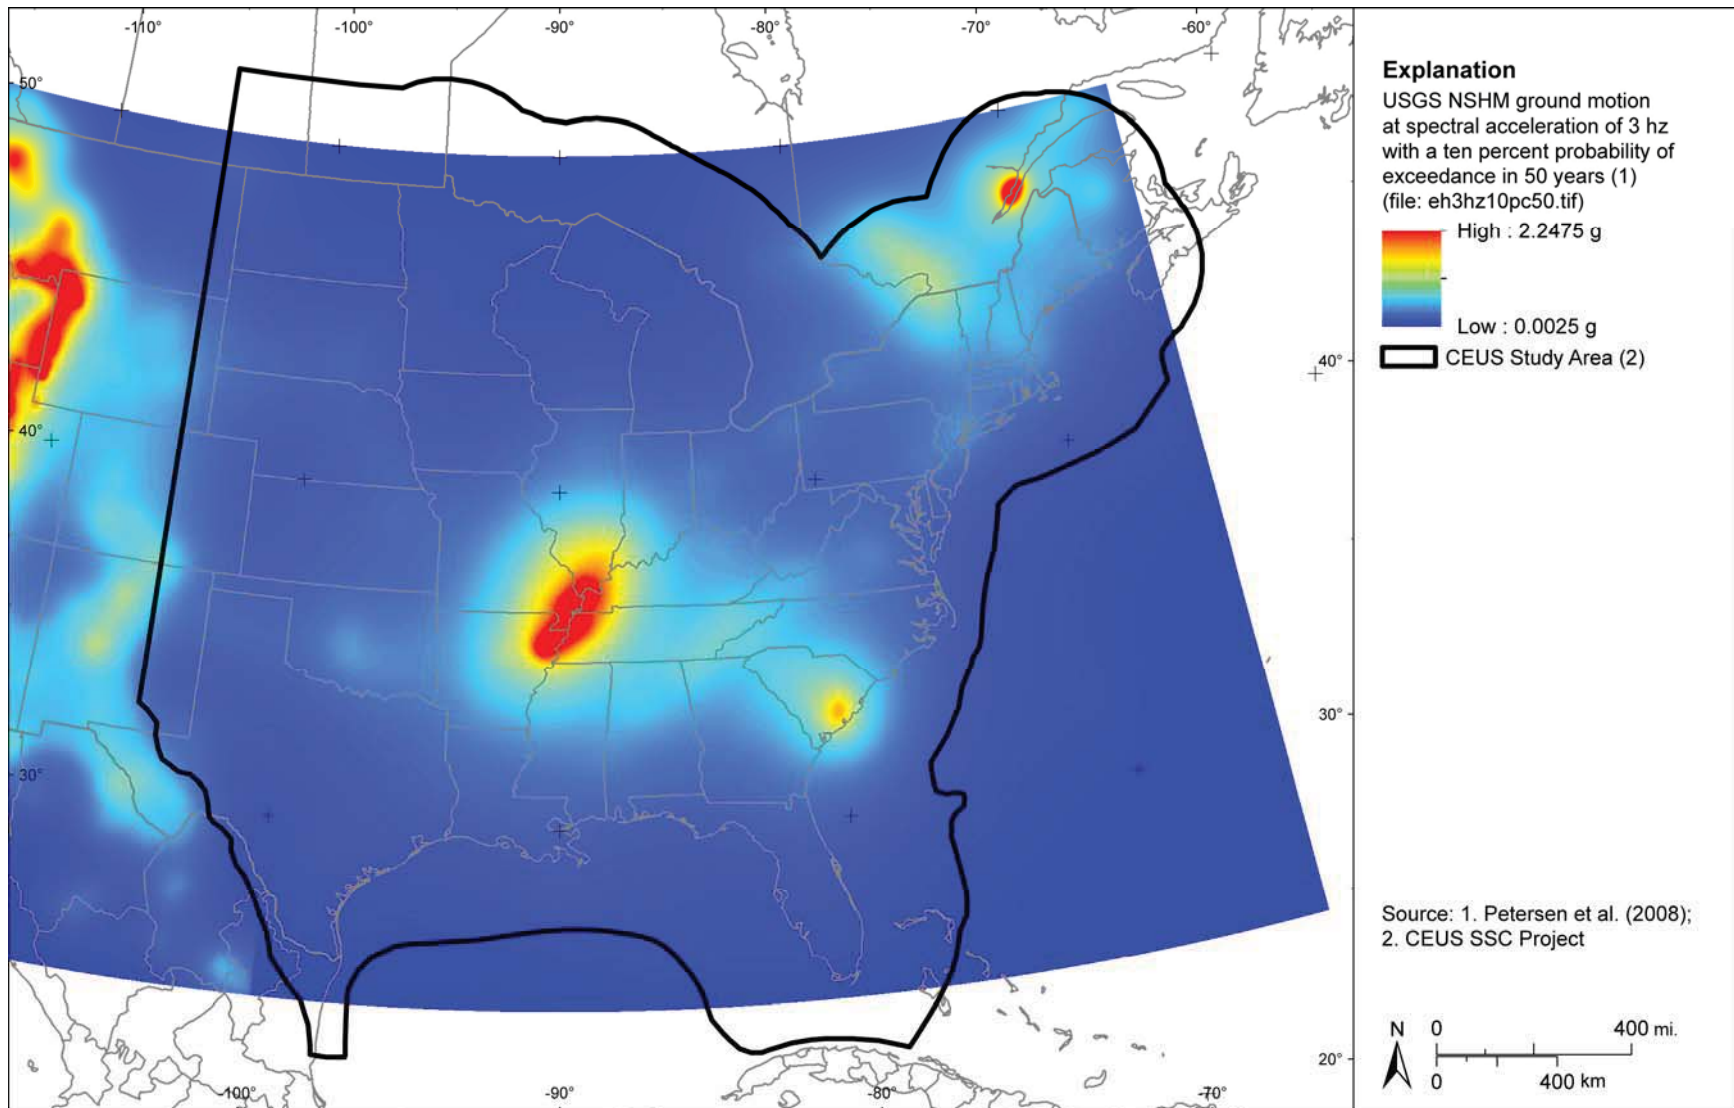 -110° -100° -90° -80° -70° -60°
50°
40°
30°
40°
30°
20°
-100° -90° -80° -70°
Explanation
USGS NSHM ground motion
at spectral acceleration of 3 hz
with a ten percent probability of
exceedance in 50 years (1)
(file: eh3hz10pc50.tif)
High : 2.2475 g
Low : 0.0025 g
CEUS Study Area (2)
Source: 1. Petersen et al. (2008);
2. CEUS SSC Project
N 0 400 mi.
0 400 km